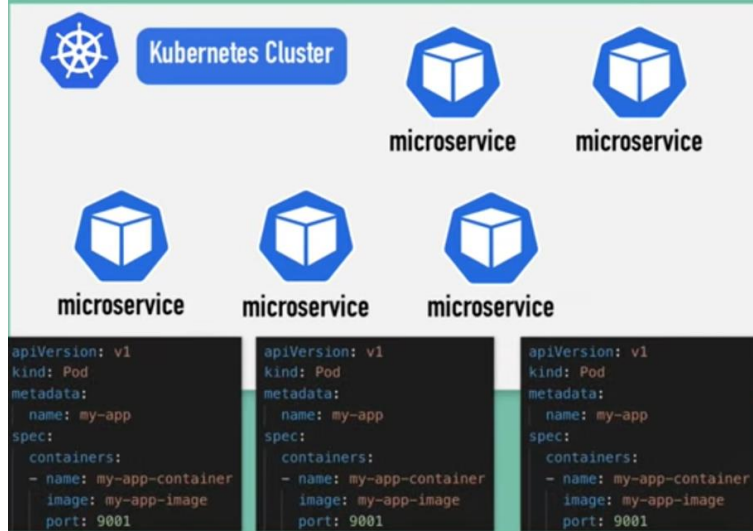 Kubernetes Cluster
microservice
microservice
microservice
microservice
microservice
apiVersion: v1
kind: Pod
metadata:
  name: my-app
spec:
  containers:
  - name: my-app-container
    image: my-app-image
    port: 9001
apiVersion: v1
kind: Pod
metadata:
  name: my-app
spec:
  containers:
  - name: my-app-container
    image: my-app-image
    port: 9001
apiVersion: v1
kind: Pod
metadata:
  name: my-app
spec:
  containers:
  - name: my-app-container
    image: my-app-image
    port: 9001